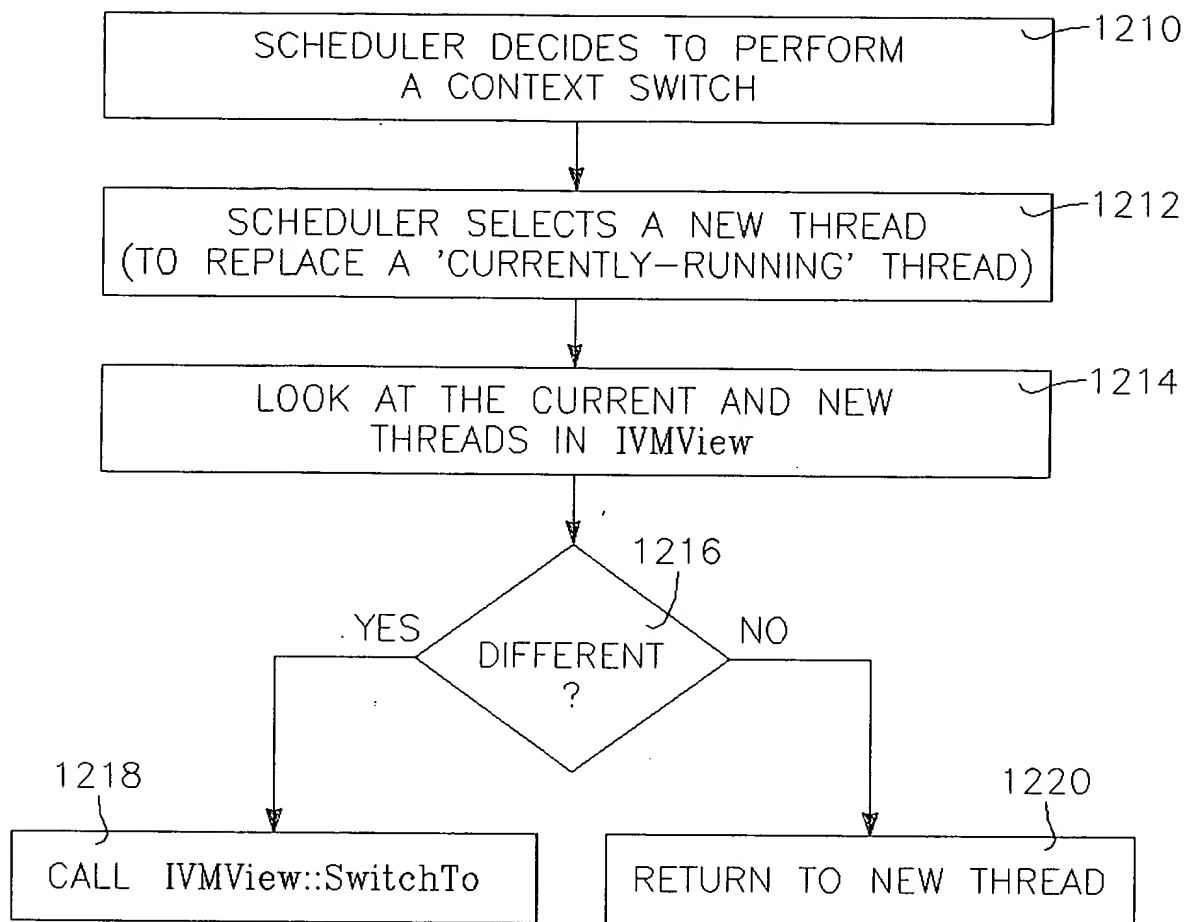 SCHEDULER DECIDES TO PERFORM
A CONTEXT SWITCH
1210
SCHEDULER SELECTS A NEW THREAD
(TO REPLACE A 'CURRENTLY-RUNNING' THREAD)
1212
LOOK AT THE CURRENT AND NEW
THREADS IN IVMView
1214
1216
YES
DIFFERENT
?
NO
1218
CALL IVMView::SwitchTo
1220
RETURN TO NEW THREAD